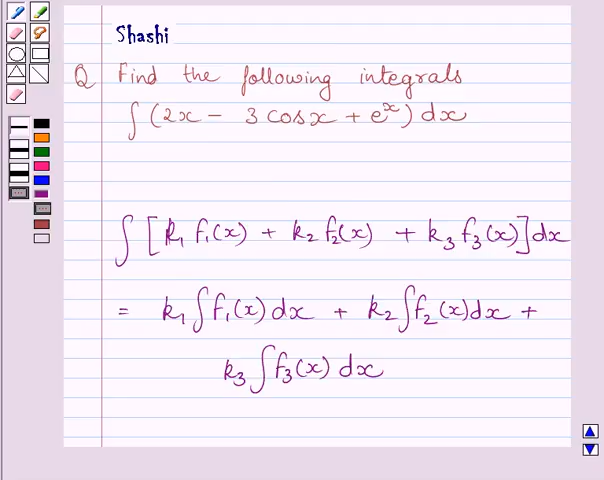 Shashi
Q Find the following integrals
∫ (2x - 3 cosx + eˣ) dx
∫ [k₁ f₁(x) + k₂ f₂(x) + k₃ f₃(x)] dx
= k₁ ∫ f₁(x) dx + k₂ ∫ f₂(x) dx +
k₃ ∫ f₃(x) dx